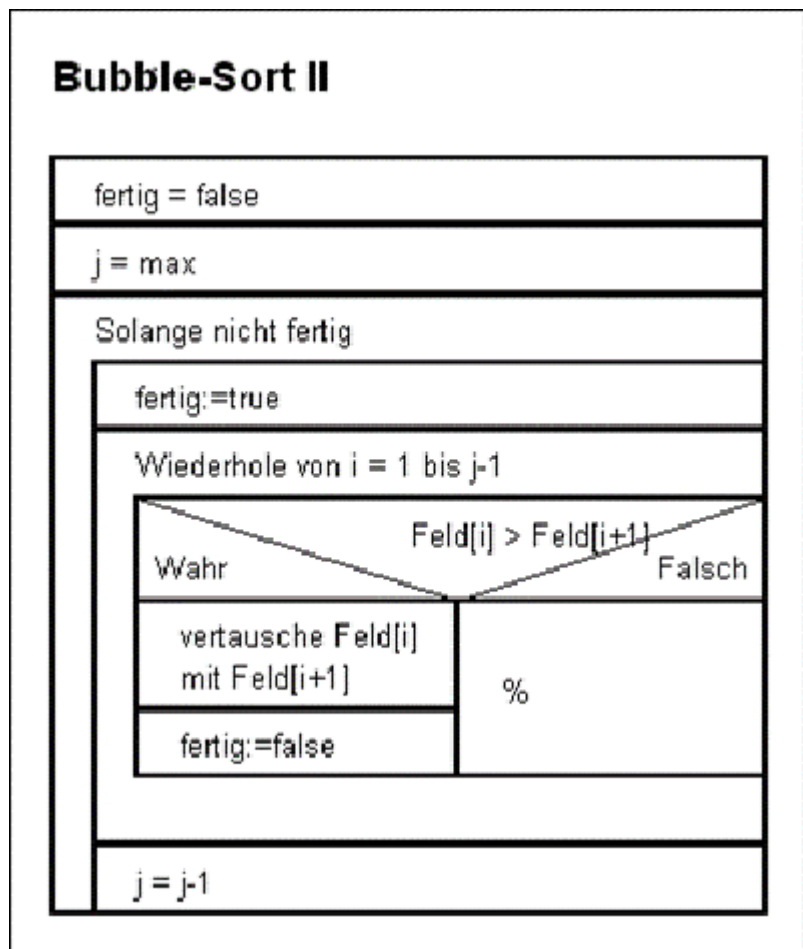 Bubble-Sort II
fertig = false
j = max
Solange nicht fertig
fertig:=true
Wiederhole von i = 1 bis j-1
Feld[i] > Feld[i+1]
Wahr
Falsch
vertausche Feld[i]
mit Feld[i+1]
%
fertig:=false
j = j-1